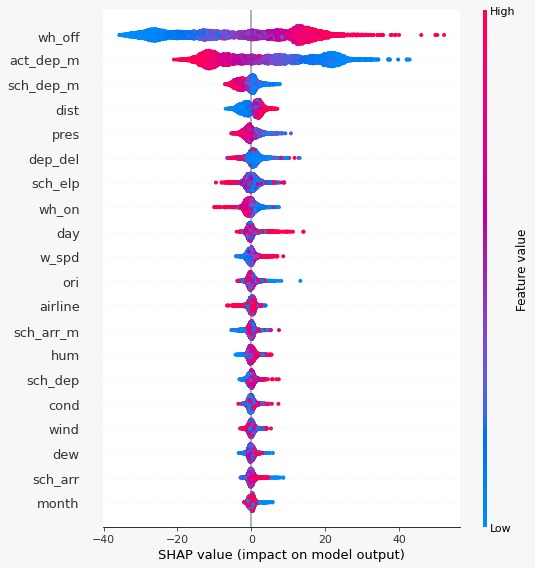 High
wh_off
act_dep_m
sch_dep_m
dist
pres
dep_del
sch_elp
wh_on
day
w_spd
ori
airline
sch_arr_m
hum
sch_dep
cond
wind
dew
sch_arr
month
Feature value
Low
−40 −20 0 20 40
SHAP value (impact on model output)